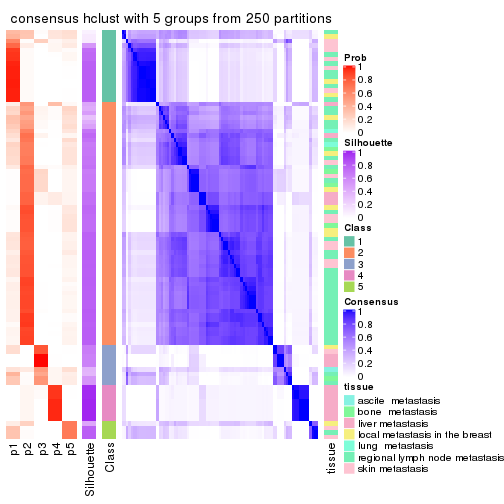 consensus hclust with 5 groups from 250 partitions
Prob
1
0.8
0.6
0.4
0.2
0
Silhouette
1
0.8
0.6
0.4
0.2
0
Class
1
2
3
4
5
Consensus
1
0.8
0.6
0.4
0.2
0
tissue
ascite metastasis
bone metastasis
liver metastasis
local metastasis in the breast
lung metastasis
regional lymph node metastasis
skin metastasis
p1
p2
p3
p4
p5
Silhouette
Class
tissue